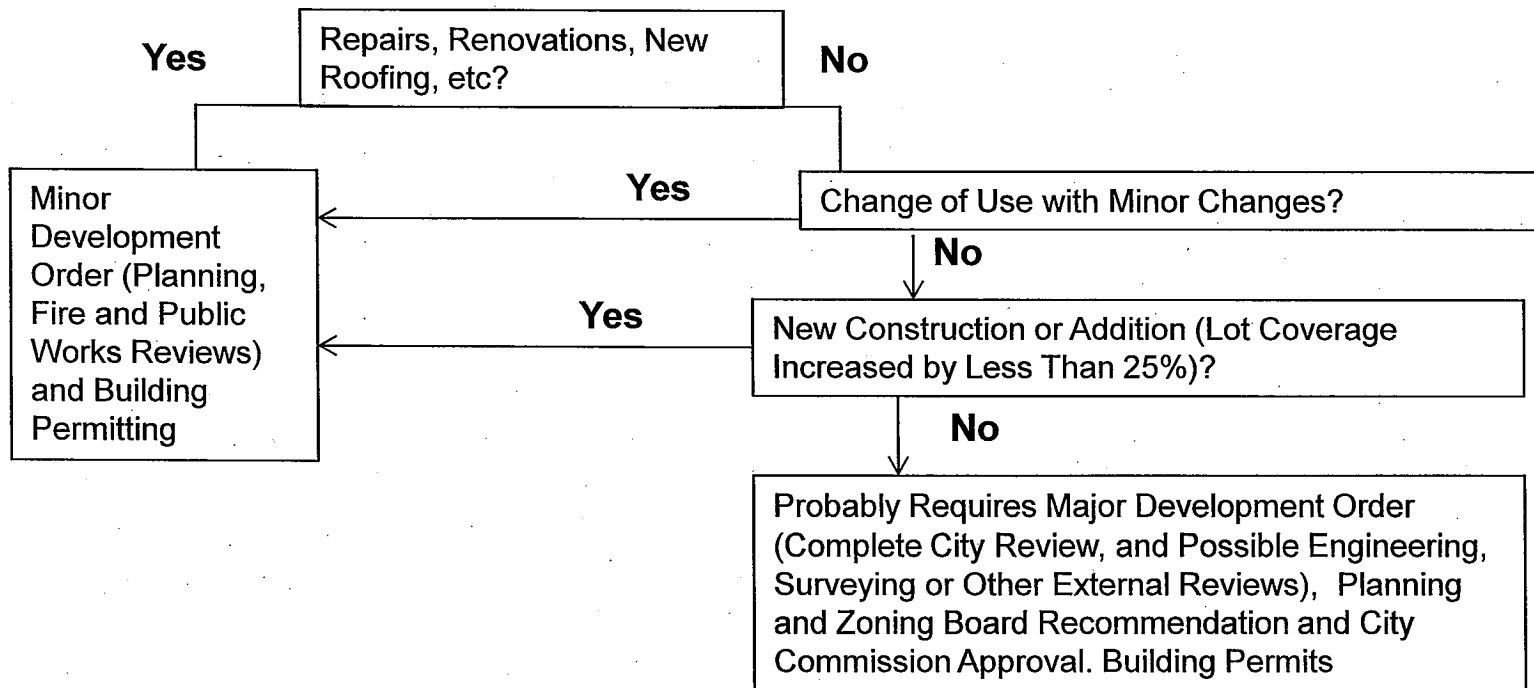 Yes
Repairs, Renovations, New
Roofing, etc?
No
Minor
Development
Order (Planning,
Fire and Public
Works Reviews)
and Building
Permitting
Yes
Change of Use with Minor Changes?
No
Yes
New Construction or Addition (Lot Coverage
Increased by Less Than 25%)?
No
Probably Requires Major Development Order
(Complete City Review, and Possible Engineering,
Surveying or Other External Reviews), Planning
and Zoning Board Recommendation and City
Commission Approval. Building Permits